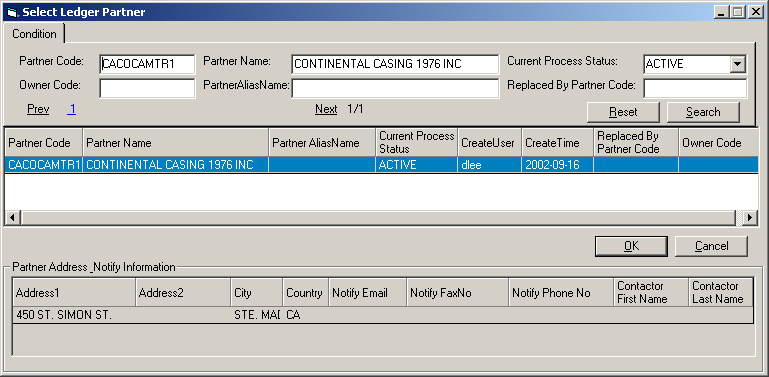 Select Ledger Partner
Condition
Partner Code: CACOCAMTR1 Partner Name: CONTINENTAL CASING 1976 INC Current Process Status: ACTIVE
Owner Code: PartnerAliasName: Replaced By Partner Code:
Prev 1 Next 1/1 Reset Search
Partner Code Partner Name Partner AliasName Current Process Status CreateUser CreateTime Replaced By Partner Code Owner Code
CACOCAMTR1 CONTINENTAL CASING 1976 INC ACTIVE dlee 2002-09-16
OK Cancel
Partner Address _Notify Information
Address1 Address2 City Country Notify Email Notify FaxNo Notify Phone No Contactor First Name Contactor Last Name
450 ST. SIMON ST. STE. MAD CA